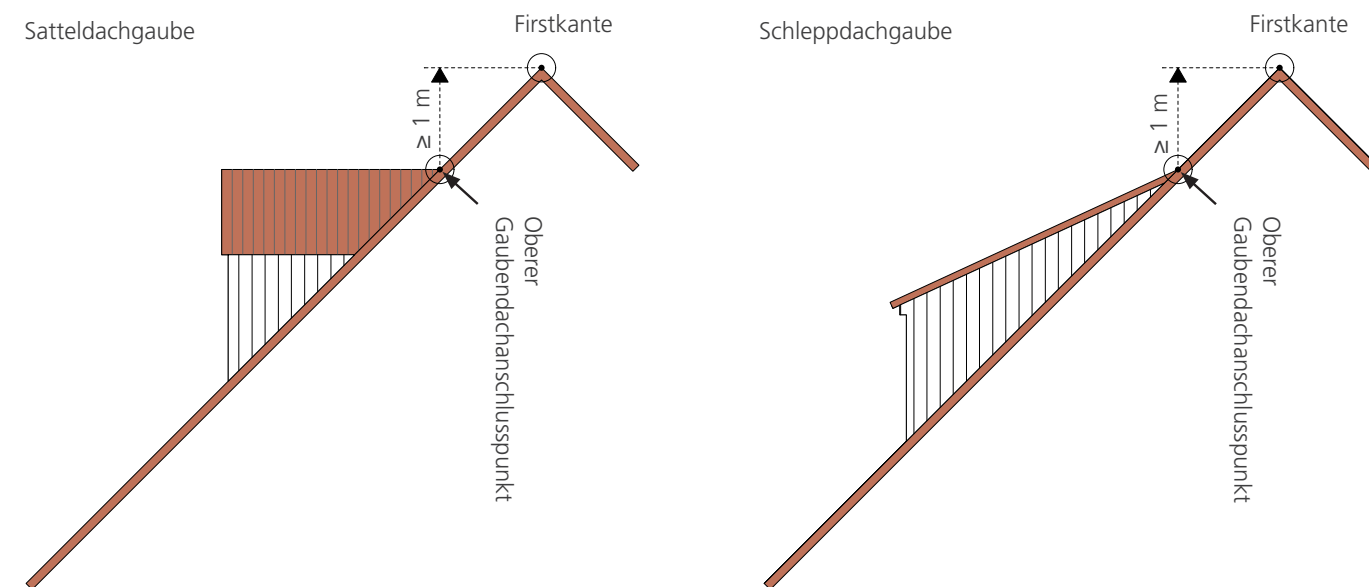 Satteldachgaube
Firstkante
≥ 1 m
Oberer
Gaubendachanschlusspunkt
Schleppdachgaube
Firstkante
≥ 1 m
Oberer
Gaubendachanschlusspunkt